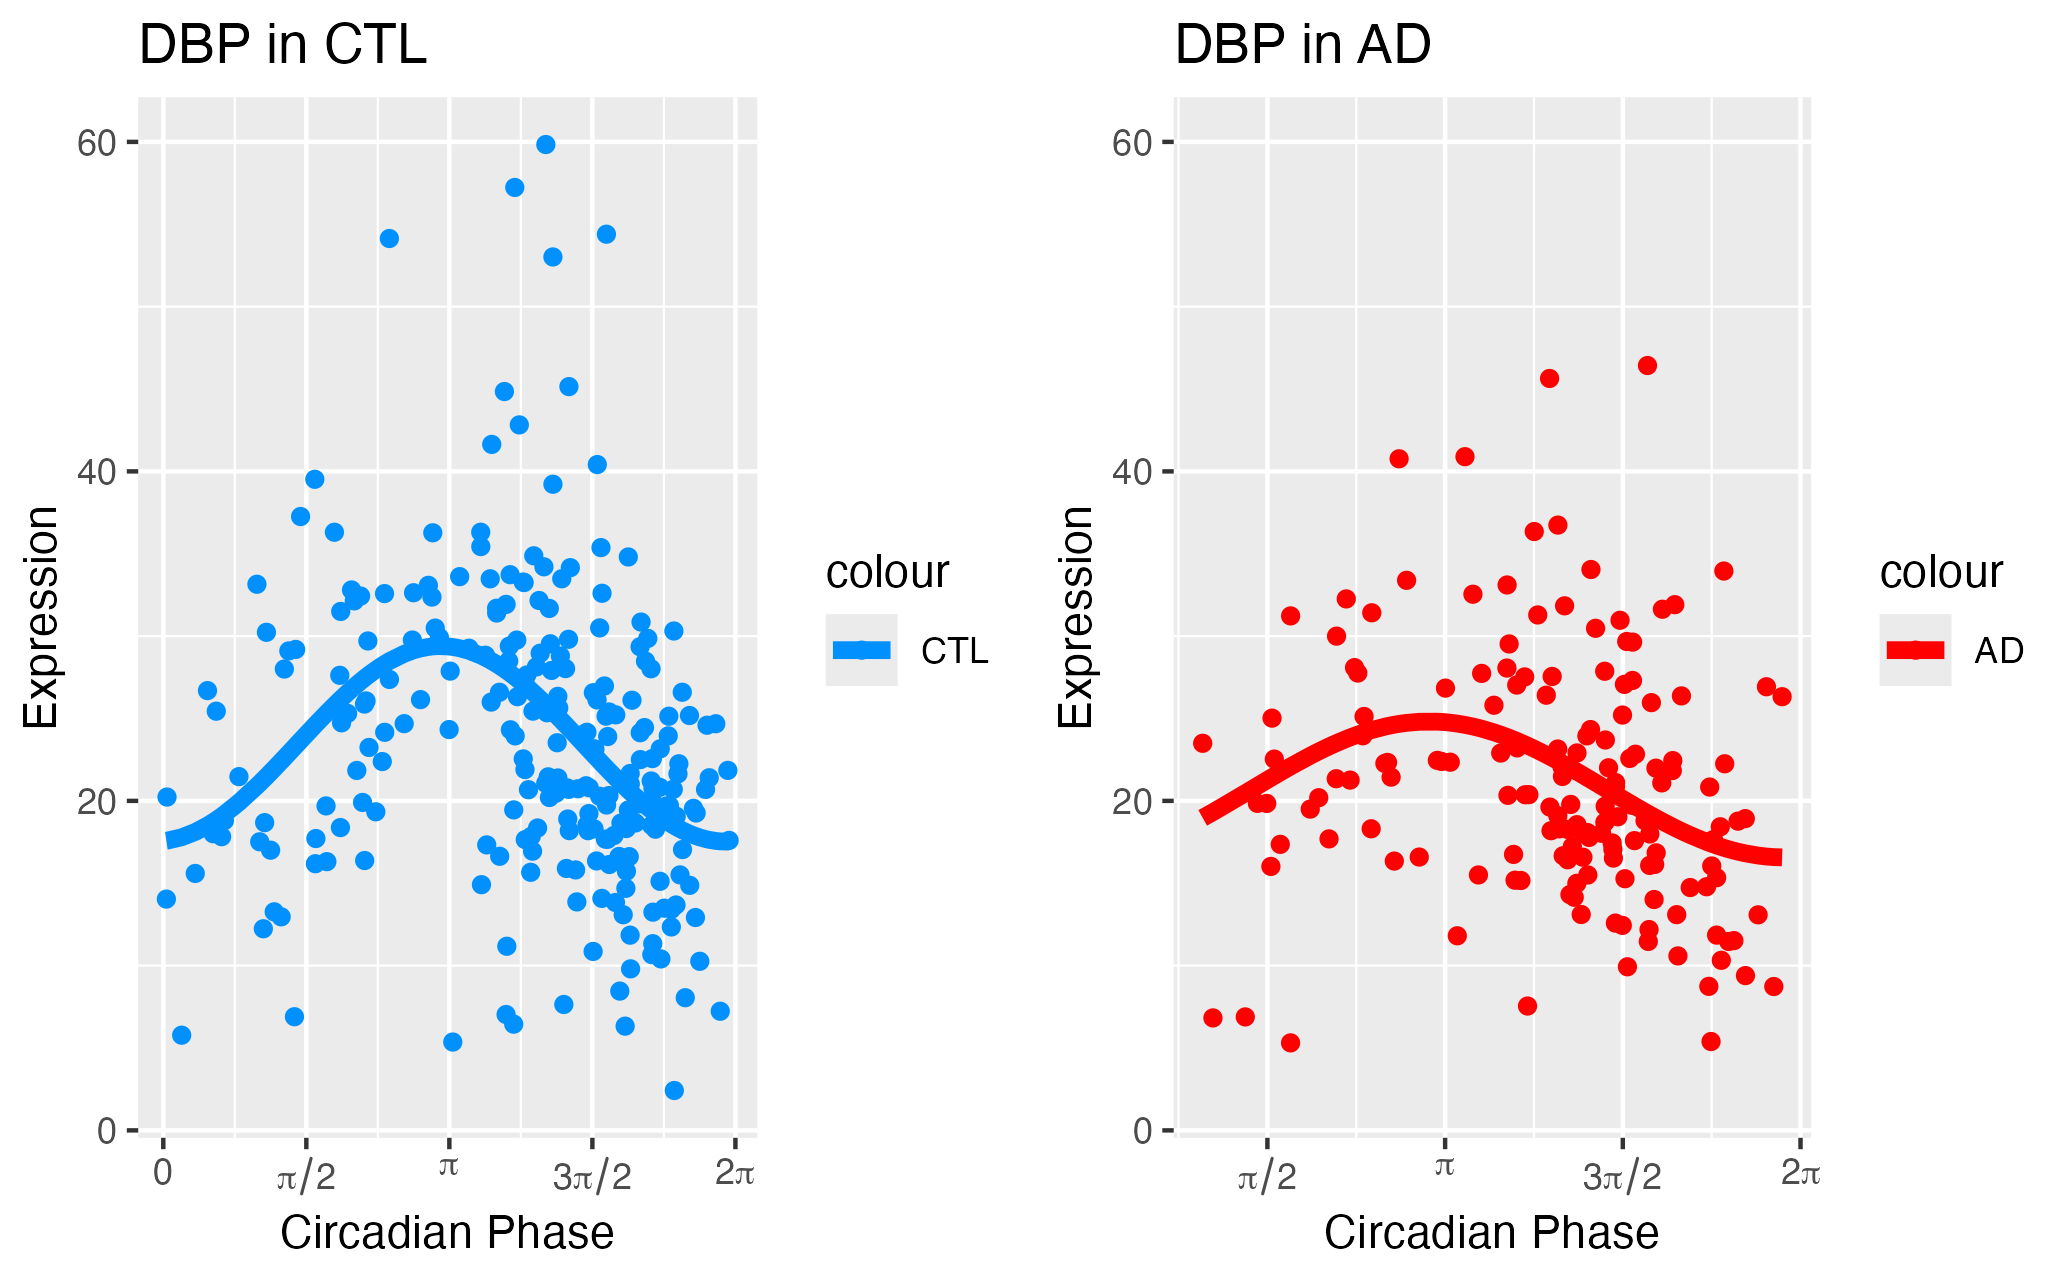 DBP in CTL
60
40
20
0
Expression
0 π/2 π 3π/2 2π
Circadian Phase
colour
CTL
DBP in AD
60
40
20
0
Expression
π/2 π 3π/2 2π
Circadian Phase
colour
AD